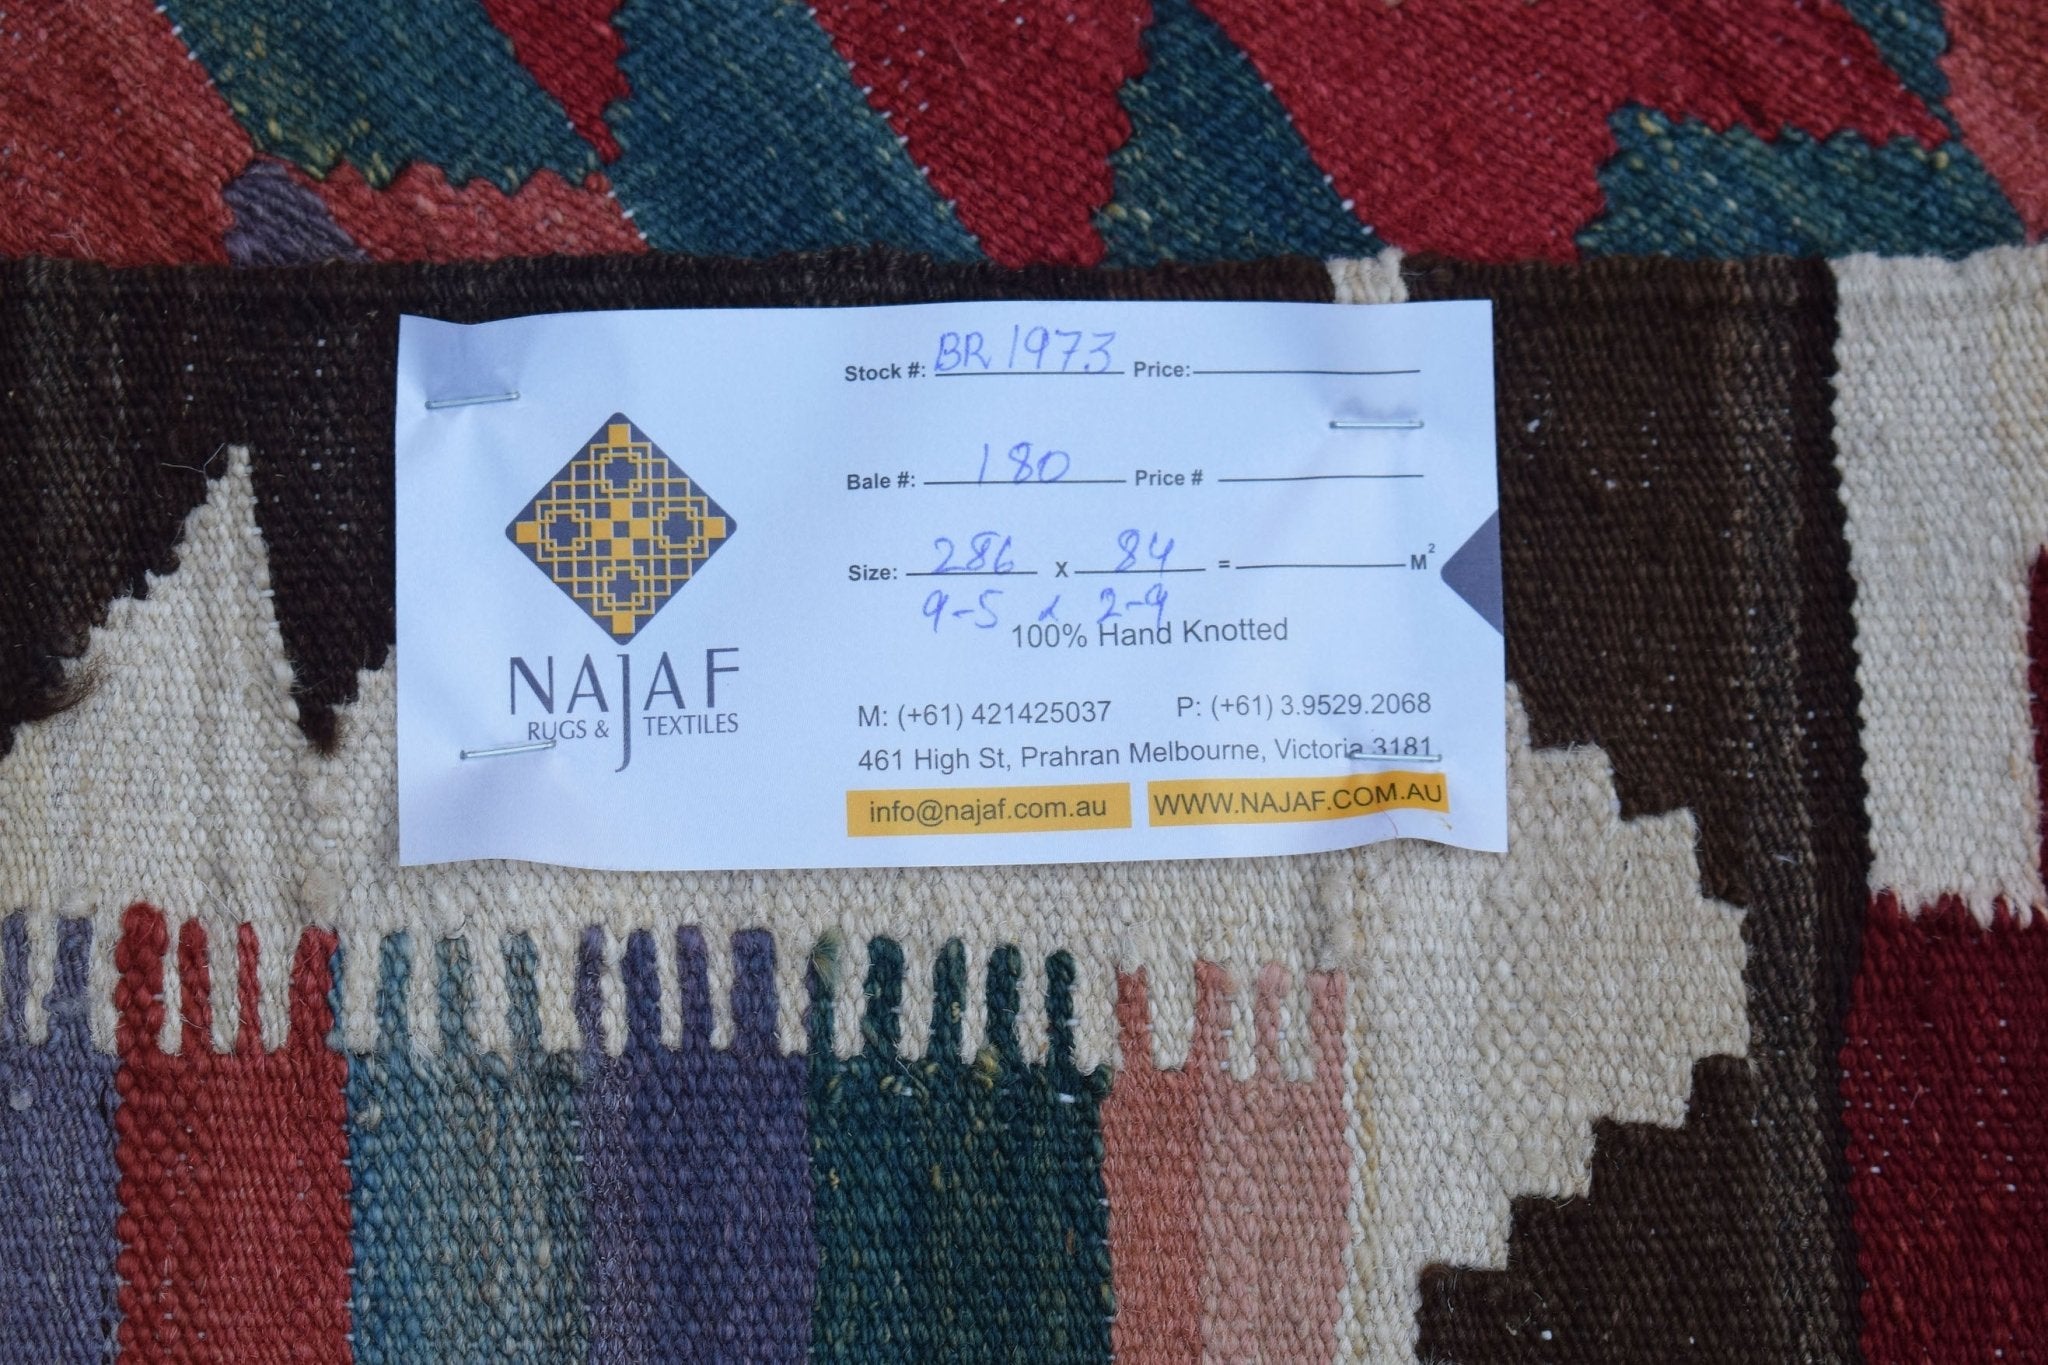 NAJAF
RUGS & TEXTILES
Stock #: BR 1973 Price:
Bale #: 180 Price #
Size: 286 x 84 = M²
9-5 x 2-9
100% Hand Knotted
M: (+61) 421425037 P: (+61) 3.9529.2068
461 High St, Prahran Melbourne, Victoria 3181,
info@najaf.com.au WWW.NAJAF.COM.AU